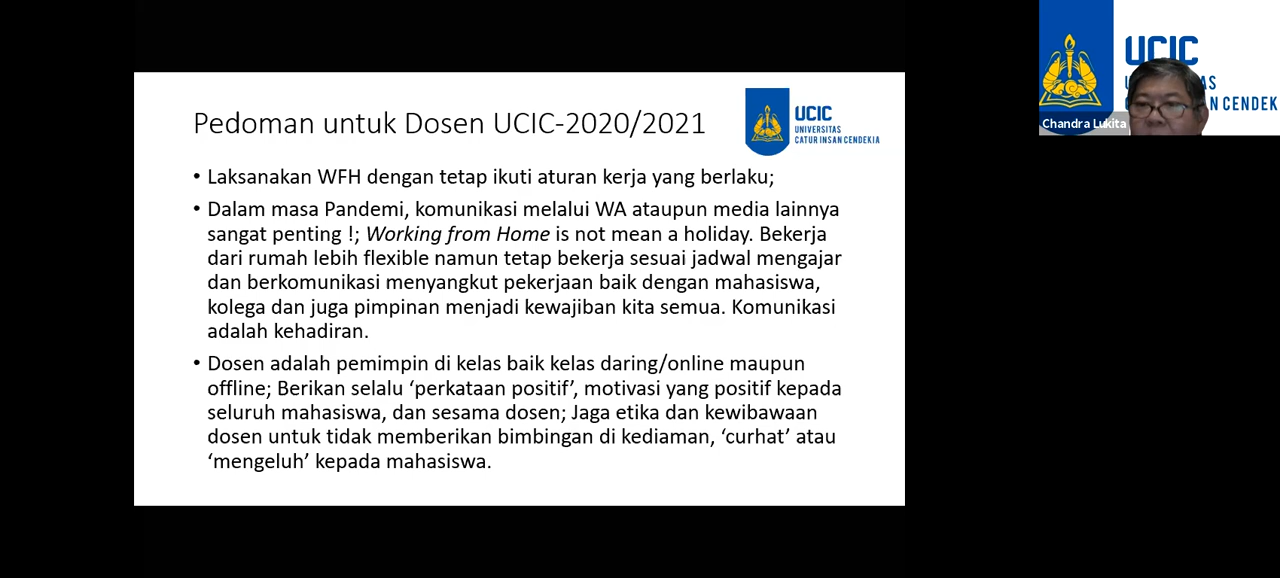 Pedoman untuk Dosen UCIC-2020/2021
UCIC
UNIVERSITAS
CATUR INSAN CENDEKIA
• Laksanakan WFH dengan tetap ikuti aturan kerja yang berlaku;
• Dalam masa Pandemi, komunikasi melalui WA ataupun media lainnya
sangat penting !; Working from Home is not mean a holiday. Bekerja
dari rumah lebih flexible namun tetap bekerja sesuai jadwal mengajar
dan berkomunikasi menyangkut pekerjaan baik dengan mahasiswa,
kolega dan juga pimpinan menjadi kewajiban kita semua. Komunikasi
adalah kehadiran.
• Dosen adalah pemimpin di kelas baik kelas daring/online maupun
offline; Berikan selalu ‘perkataan positif’, motivasi yang positif kepada
seluruh mahasiswa, dan sesama dosen; Jaga etika dan kewibawaan
dosen untuk tidak memberikan bimbingan di kediaman, ‘curhat’ atau
‘mengeluh’ kepada mahasiswa.
UCIC
Chandra Lukita